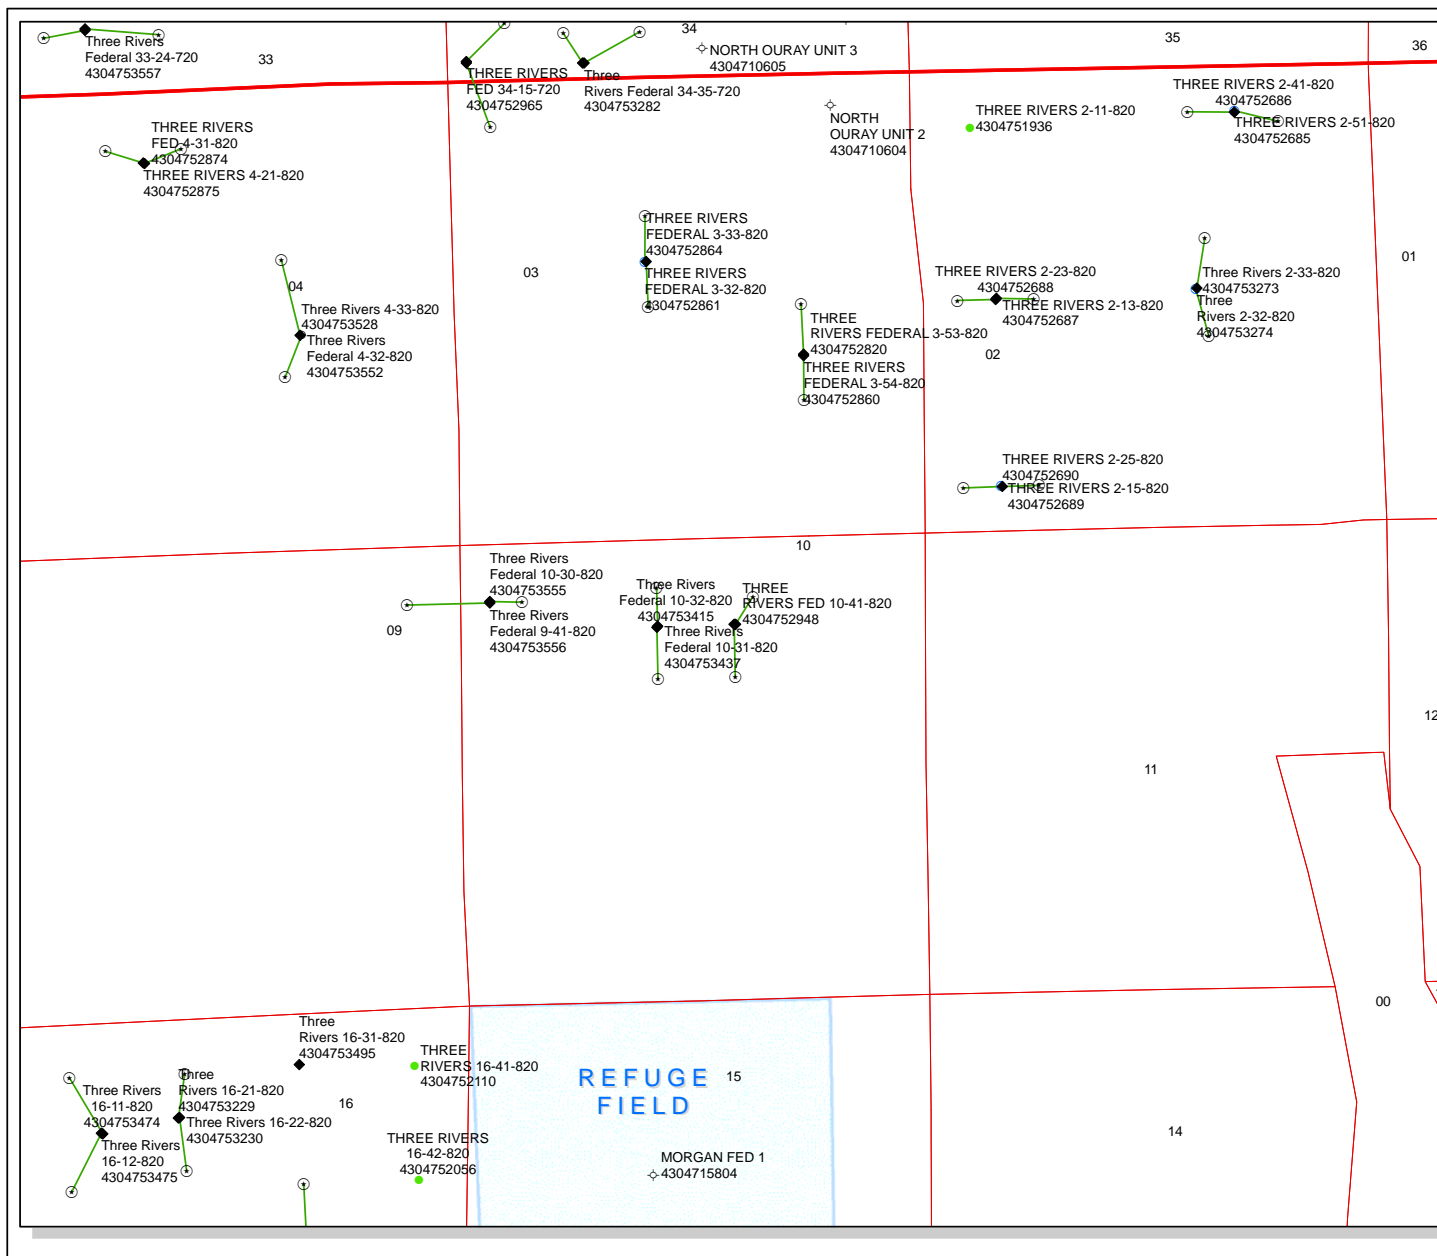 34
35
36
33
Three Rivers
Federal 33-24-720
4304753557
THREE RIVERS
FED 34-15-720
4304752965
Three
Rivers Federal 34-35-720
4304753282
NORTH OURAY UNIT 3
4304710605
NORTH
OURAY UNIT 2
4304710604
THREE RIVERS 2-11-820
4304751936
THREE RIVERS 2-41-820
4304752686
THREE RIVERS 2-51-820
4304752685
THREE RIVERS
FED 4-31-820
4304752874
THREE RIVERS 4-21-820
4304752875
THREE RIVERS
FEDERAL 3-33-820
4304752864
THREE RIVERS
FEDERAL 3-32-820
4304752861
03
04
01
Three Rivers 4-33-820
4304753528
Three Rivers
Federal 4-32-820
4304753552
THREE
RIVERS FEDERAL 3-53-820
4304752820
THREE RIVERS
FEDERAL 3-54-820
4304752860
THREE RIVERS 2-23-820
4304752688
THREE RIVERS 2-13-820
4304752687
02
Three Rivers 2-33-820
4304753273
Three
Rivers 2-32-820
4304753274
THREE RIVERS 2-25-820
4304752690
THREE RIVERS 2-15-820
4304752689
10
Three Rivers
Federal 10-30-820
4304753555
Three Rivers
Federal 9-41-820
4304753556
09
Three Rivers
Federal 10-32-820
4304753415
Three Rivers
Federal 10-31-820
4304753437
THREE
RIVERS FED 10-41-820
4304752948
12
11
00
Three
Rivers 16-31-820
4304753495
THREE
RIVERS 16-41-820
4304752110
Three Rivers
16-11-820
4304753474
Three Rivers
16-12-820
4304753475
Three
Rivers 16-21-820
4304753229
Three Rivers 16-22-820
4304753230
16
THREE RIVERS
16-42-820
4304752056
REFUGE
FIELD
15
MORGAN FED 1
4304715804
14